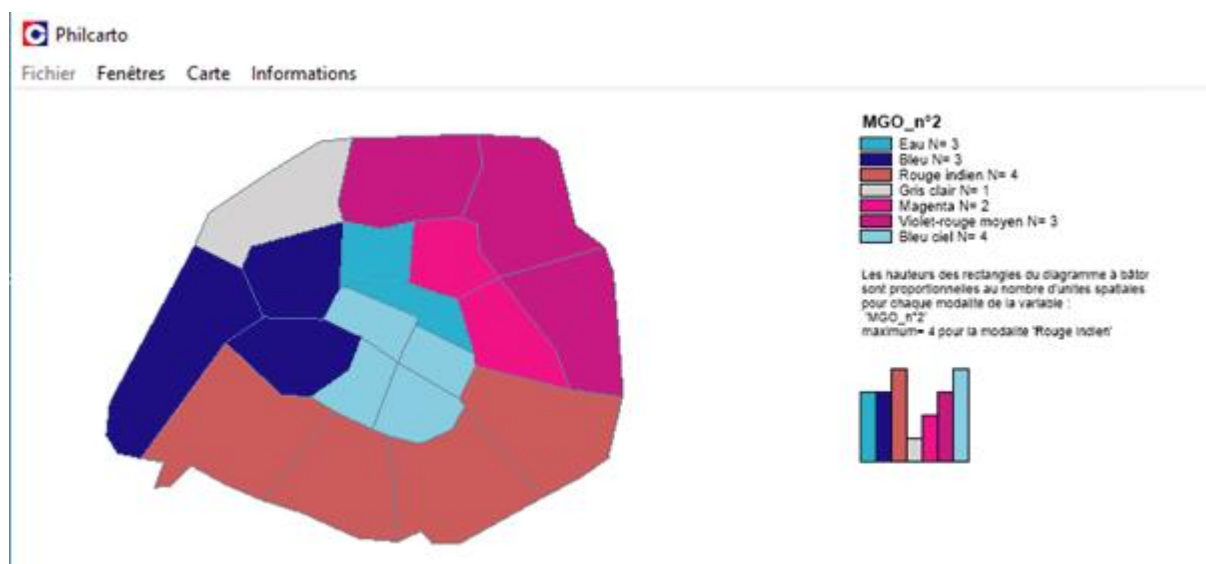 Philcarto
Fichier Fenêtres Carte Informations
MGO_n°2
Eau N= 3
Bleu N= 3
Rouge indien N= 4
Gris clair N= 1
Magenta N= 2
Violet-rouge moyen N= 3
Bleu ciel N= 4
Les hauteurs des rectangles du diagramme à bâtor
sont proportionnelles au nombre d'unites spatiales
pour chaque modalité de la variable :
'MGO_n°2'
maximum= 4 pour la modalité 'Rouge Indien'